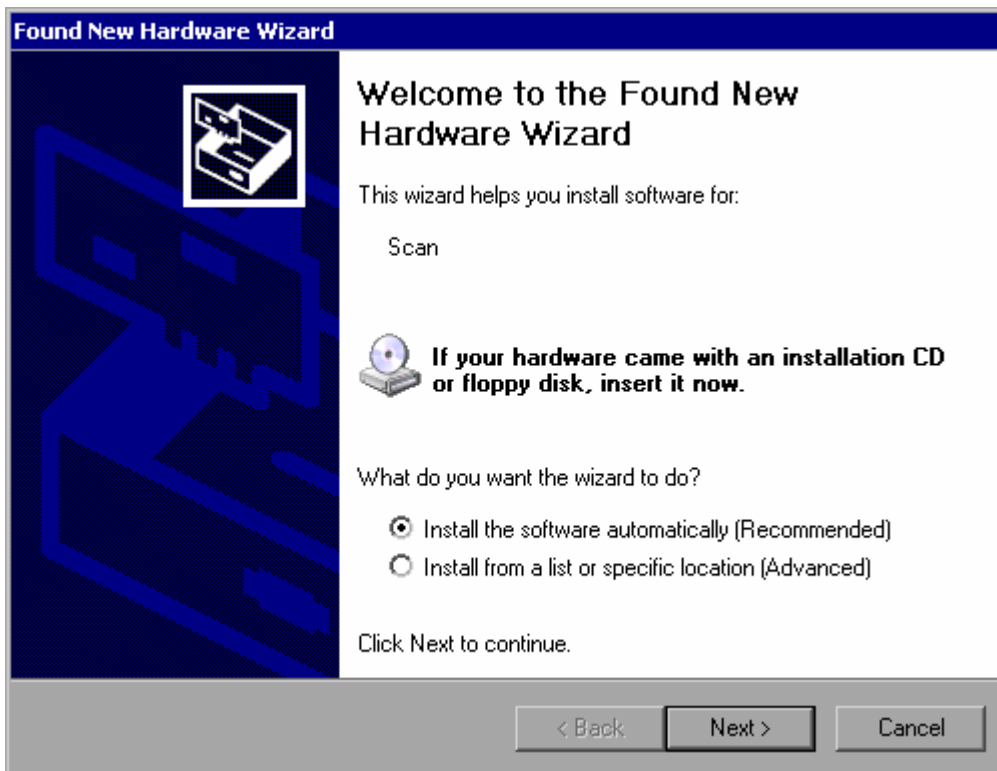 Found New Hardware Wizard
Welcome to the Found New
Hardware Wizard
This wizard helps you install software for:
Scan
If your hardware came with an installation CD
or floppy disk, insert it now.
What do you want the wizard to do?
Install the software automatically (Recommended)
Install from a list or specific location (Advanced)
Click Next to continue.
< Back
Next >
Cancel